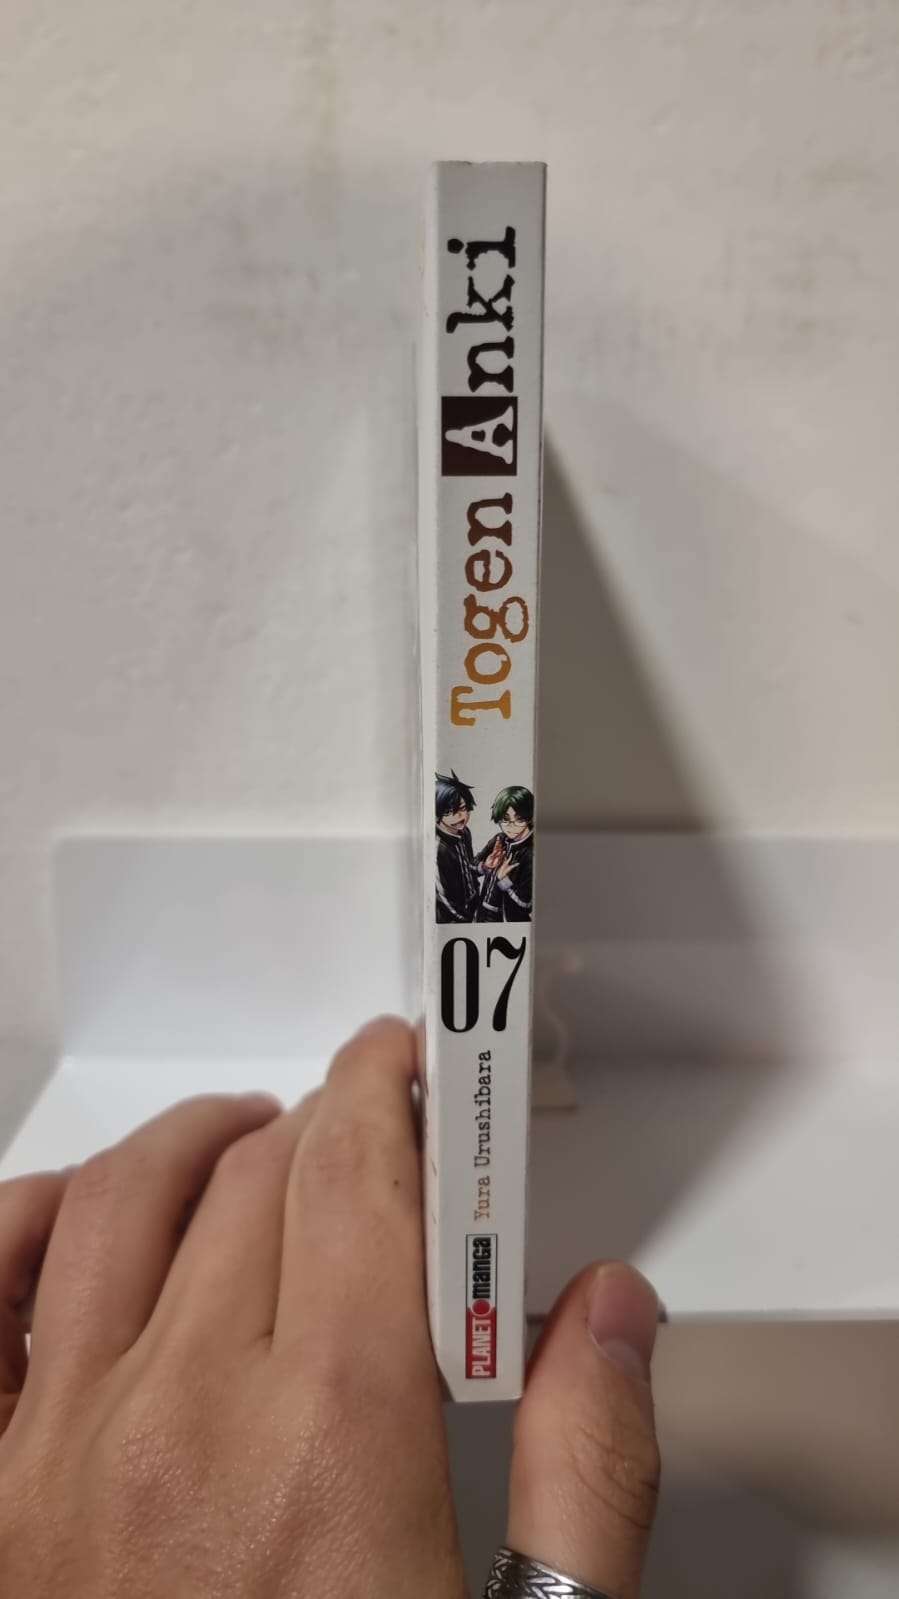 Togen Anki
07
Yura Urushibara
PLANET manga